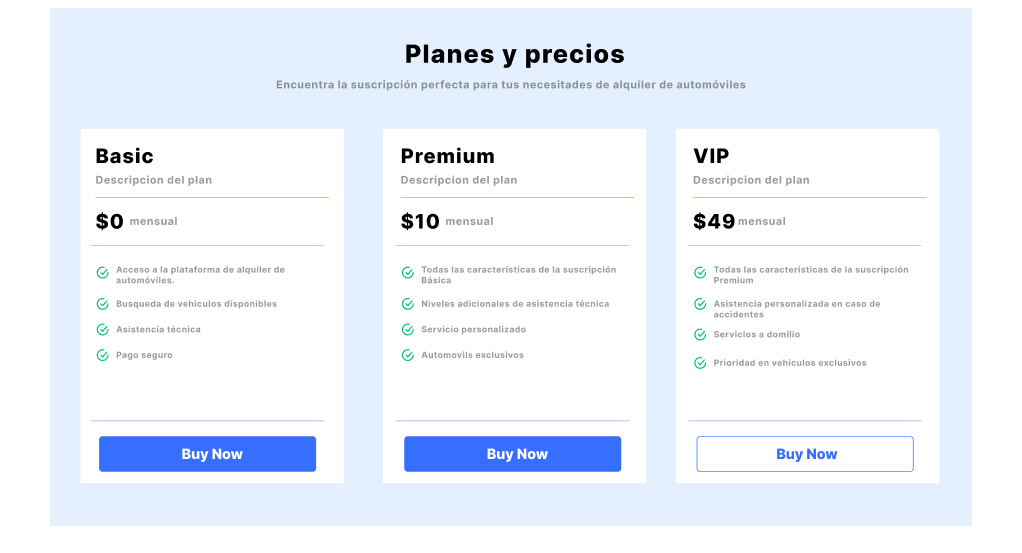 Planes y precios
Encuentra la suscripción perfecta para tus necesitades de alquiler de automóviles
Basic
Descripcion del plan
$0 mensual
Acceso a la plataforma de alquiler de
automóviles.
Busqueda de vehiculos disponibles
Asistencia técnica
Pago seguro
Buy Now
Premium
Descripcion del plan
$10 mensual
Todas las características de la suscripción
Básica
Niveles adicionales de asistencia técnica
Servicio personalizado
Automovils exclusivos
Buy Now
VIP
Descripcion del plan
$49 mensual
Todas las características de la suscripción
Premium
Asistencia personalizada en caso de
accidentes
Servicios a domilio
Prioridad en vehiculos exclusivos
Buy Now